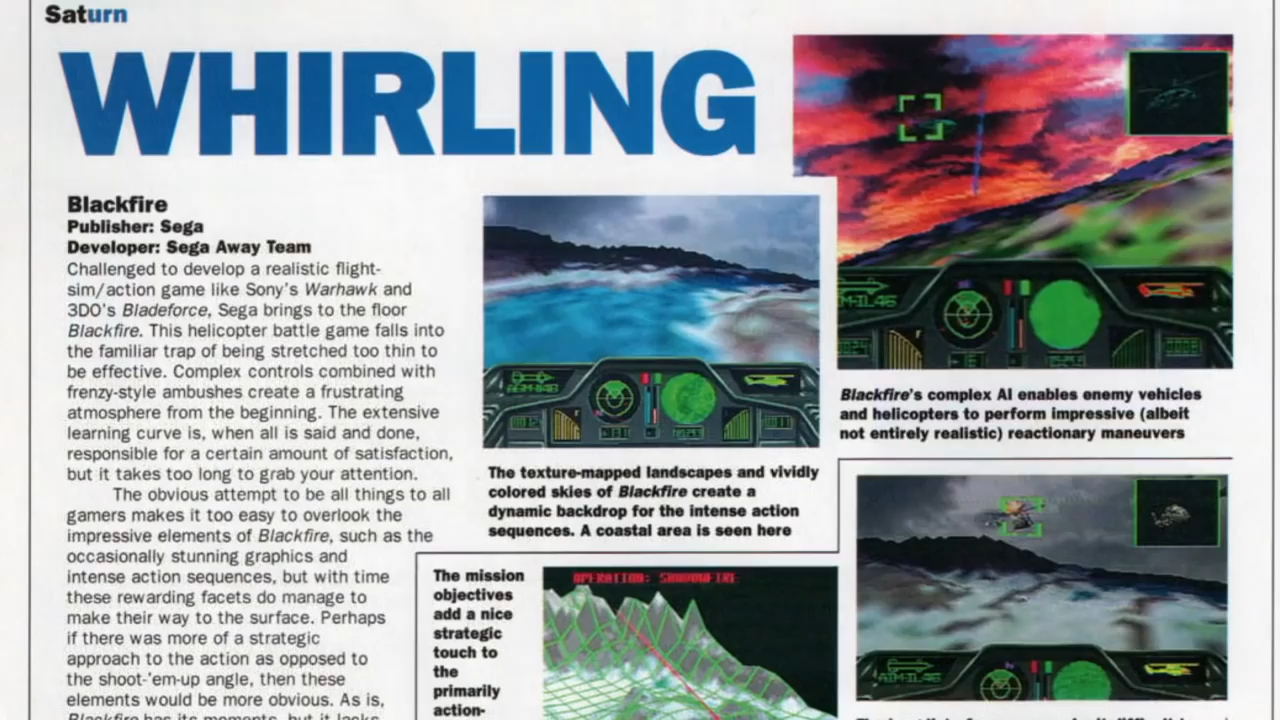 Saturn
WHIRLING
Blackfire
Publisher: Sega
Developer: Sega Away Team
Challenged to develop a realistic flight-
sim/action game like Sony's Warhawk and
3DO's Bladeforce, Sega brings to the floor
Blackfire. This helicopter battle game falls into
the familiar trap of being stretched too thin to
be effective. Complex controls combined with
frenzy-style ambushes create a frustrating
atmosphere from the beginning. The extensive
learning curve is, when all is said and done,
responsible for a certain amount of satisfaction,
but it takes too long to grab your attention.
The obvious attempt to be all things to all
gamers makes it too easy to overlook the
impressive elements of Blackfire, such as the
occasionally stunning graphics and
intense action sequences, but with time
these rewarding facets do manage to
make their way to the surface. Perhaps
if there was more of a strategic
approach to the action as opposed to
the shoot-'em-up angle, then these
elements would be more obvious. As is,
Blackfire has its moments, but it lacks
The texture-mapped landscapes and vividly
colored skies of Blackfire create a
dynamic backdrop for the intense action
sequences. A coastal area is seen here
Blackfire's complex AI enables enemy vehicles
and helicopters to perform impressive (albeit
not entirely realistic) reactionary maneuvers
The mission
objectives
add a nice
strategic
touch to
the
primarily
action-
OPERATION: SHADOWFIRE
AIM-IL46